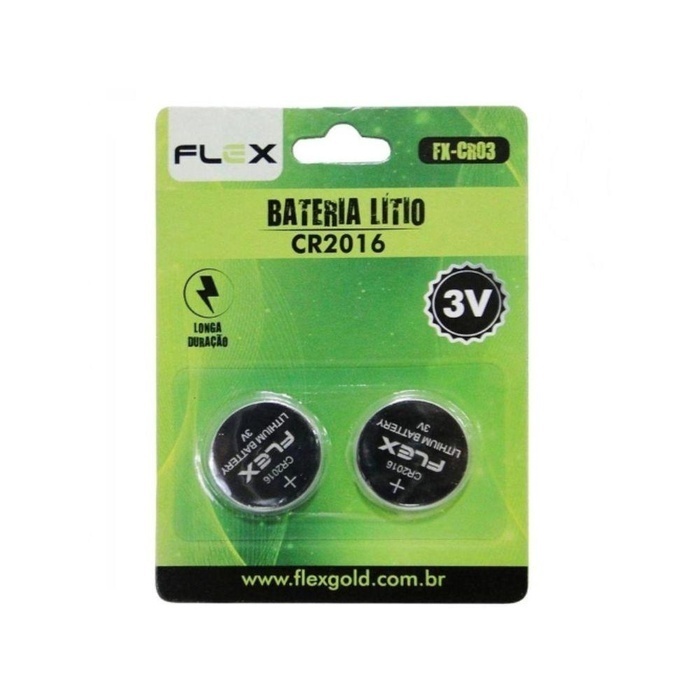 FLEX
FX-CR03
BATERIA LÍTIO
CR2016
LONGA
DURAÇÃO
3V
+
CR2016
FLEX
LITHIUM BATTERY
3V
+
CR2016
FLEX
LITHIUM BATTERY
3V
www.flexgold.com.br